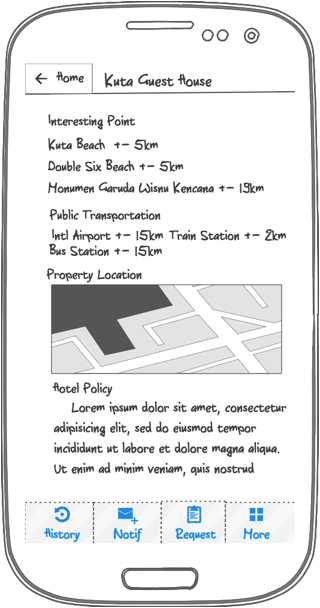 ← Home
Kuta Guest House
Interesting Point
Kuta Beach +- 5km
Double Six Beach +- 5km
Monumen Garuda Wisnu Kencana +- 19km
Public Transportation
Intl Airport +- 15km Train Station +- 2km
Bus Station +- 15km
Property Location
Hotel Policy
Lorem ipsum dolor sit amet, consectetur
adipisicing elit, sed do eiusmod tempor
incididunt ut labore et dolore magna aliqua.
Ut enim ad minim veniam, quis nostrud
History Notif Request More